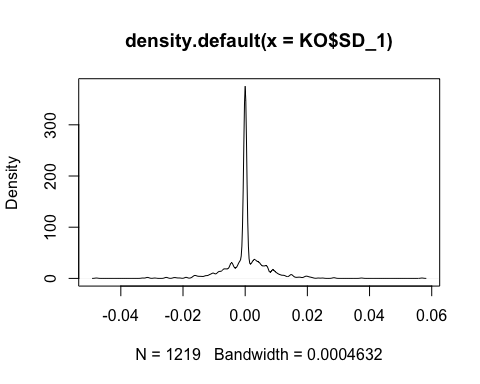 density.default(x = KO$SD_1)
Density
0 100 200 300
-0.04 -0.02 0.00 0.02 0.04 0.06
N = 1219 Bandwidth = 0.0004632